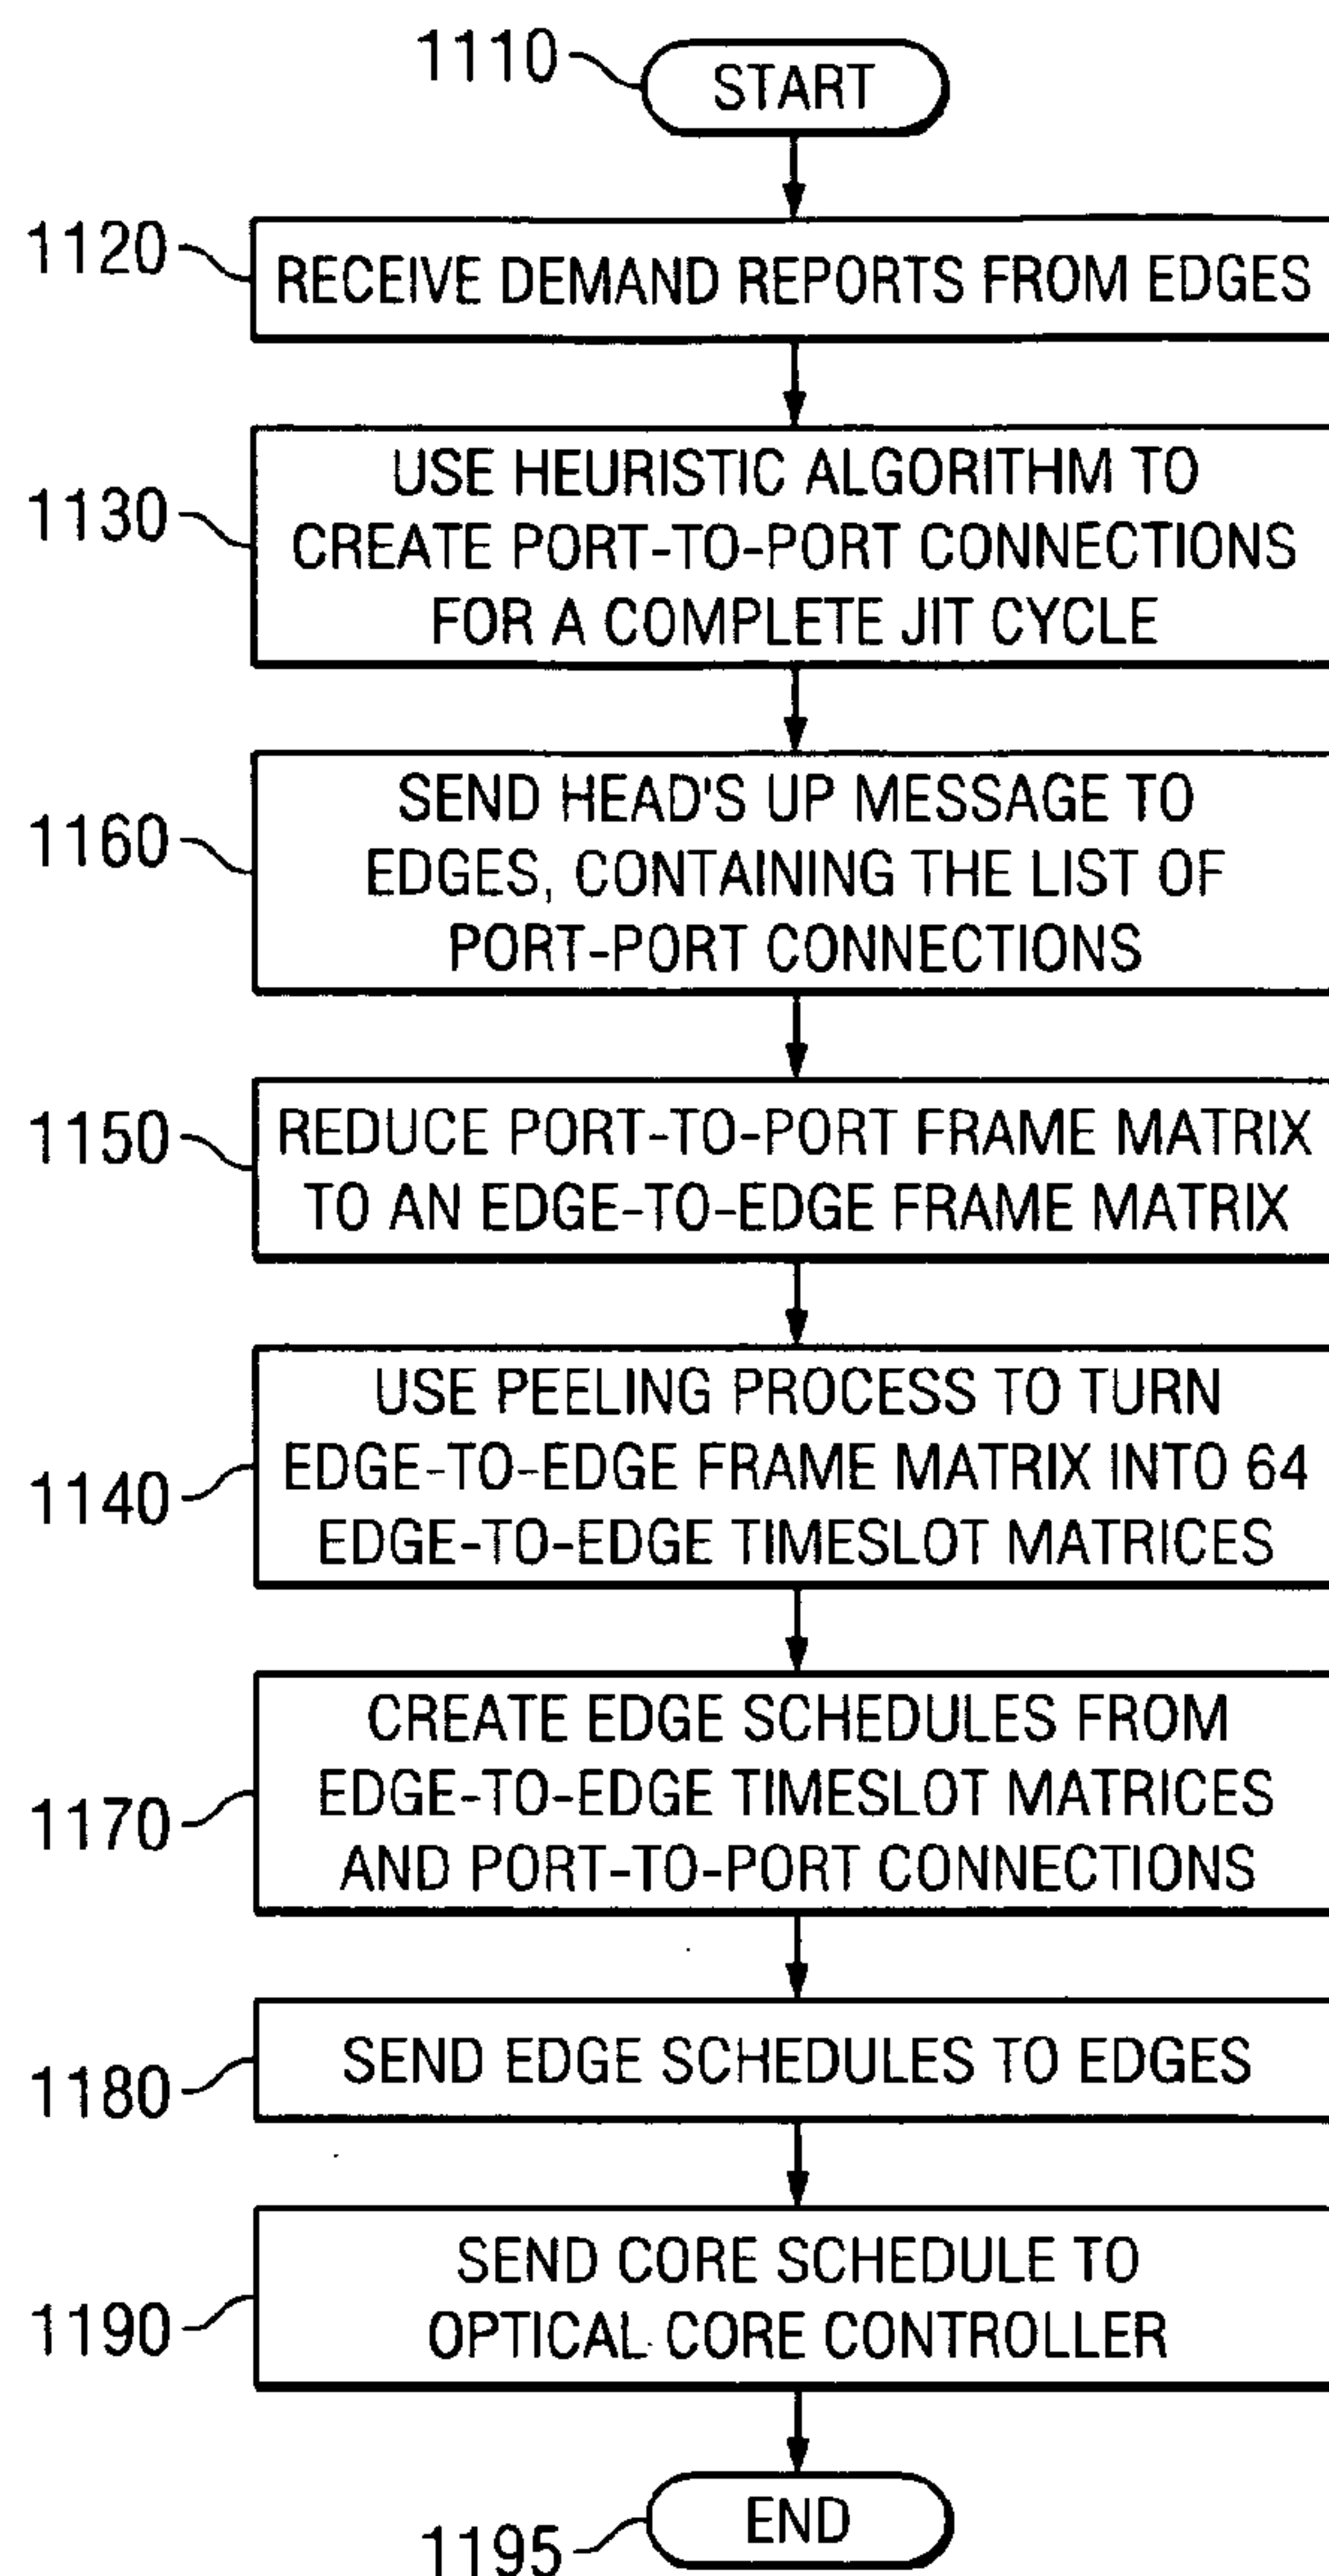 1110
START
1120
RECEIVE DEMAND REPORTS FROM EDGES
1130
USE HEURISTIC ALGORITHM TO
CREATE PORT-TO-PORT CONNECTIONS
FOR A COMPLETE JIT CYCLE
1160
SEND HEAD'S UP MESSAGE TO
EDGES, CONTAINING THE LIST OF
PORT-PORT CONNECTIONS
1150
REDUCE PORT-TO-PORT FRAME MATRIX
TO AN EDGE-TO-EDGE FRAME MATRIX
1140
USE PEELING PROCESS TO TURN
EDGE-TO-EDGE FRAME MATRIX INTO 64
EDGE-TO-EDGE TIMESLOT MATRICES
1170
CREATE EDGE SCHEDULES FROM
EDGE-TO-EDGE TIMESLOT MATRICES
AND PORT-TO-PORT CONNECTIONS
1180
SEND EDGE SCHEDULES TO EDGES
1190
SEND CORE SCHEDULE TO
OPTICAL CORE CONTROLLER
END
1195